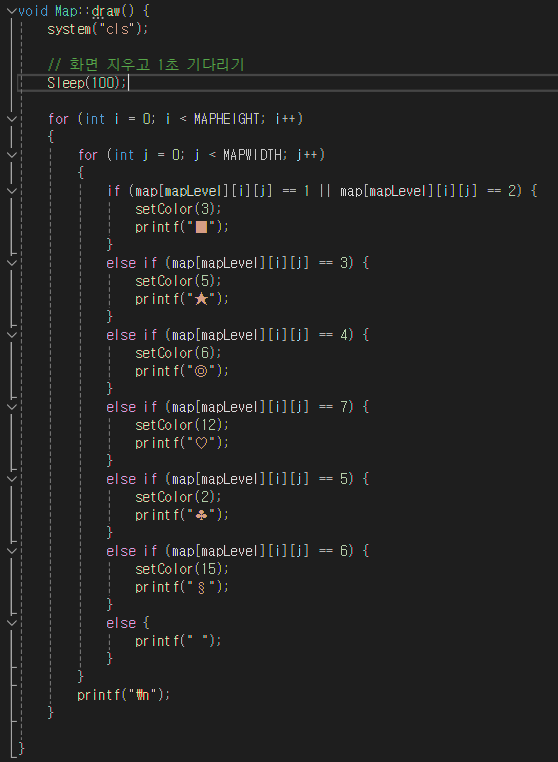 void Map::draw() {
    system("cls");

    // 화면 지우고 1초 기다리기
    Sleep(100);

    for (int i = 0; i < MAPHEIGHT; i++)
    {
        for (int j = 0; j < MAPWIDTH; j++)
        {
            if (map[mapLevel][i][j] == 1 || map[mapLevel][i][j] == 2) {
                setColor(3);
                printf("■");
            }
            else if (map[mapLevel][i][j] == 3) {
                setColor(5);
                printf("★");
            }
            else if (map[mapLevel][i][j] == 4) {
                setColor(6);
                printf("◎");
            }
            else if (map[mapLevel][i][j] == 7) {
                setColor(12);
                printf("♡");
            }
            else if (map[mapLevel][i][j] == 5) {
                setColor(2);
                printf("♣");
            }
            else if (map[mapLevel][i][j] == 6) {
                setColor(15);
                printf("§");
            }
            else {
                printf(" ");
            }
        }
        printf("₩n");
    }

}